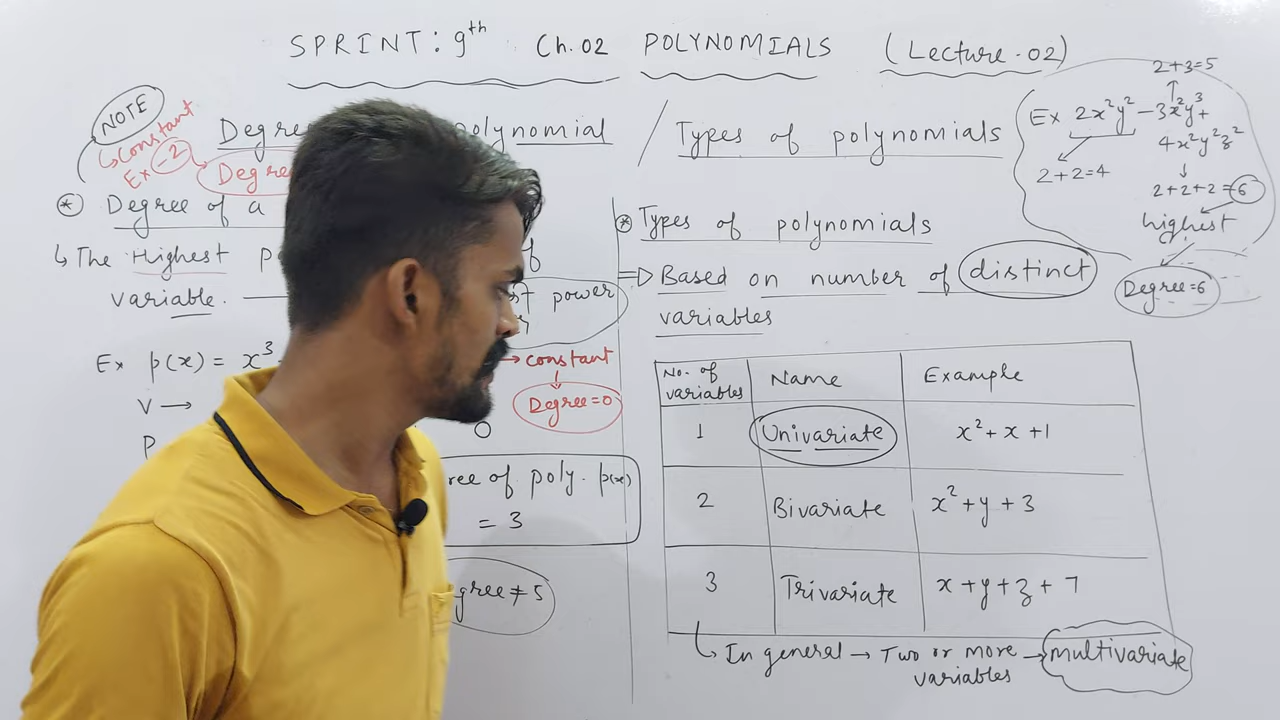 SPRINT: 9th Ch. 02 POLYNOMIALS (Lecture - 02)
NOTE
↳ Constant
Ex -2
Degre
Degre polynomial / Types of polynomials
⊛ Degree of a
↳ The Highest of
variable.
st power
Ex p(x) = x³
→ constant
Degree = 0
V →
0
ree of poly. p(x)
= 3
gree ≠ 5
⊛ Types of polynomials
⇒ Based on number of distinct
variables
No. of variables Name Example
1 Univariate x² + x + 1
2 Bivariate x² + y + 3
3 Trivariate x + y + z + 7
↳ In general → Two or more variables → multivariate
2+3=5
Ex 2x²y² - 3x²y³ +
4x²y²z²
2+2=4
2+2+2=6
highest
Degree=6